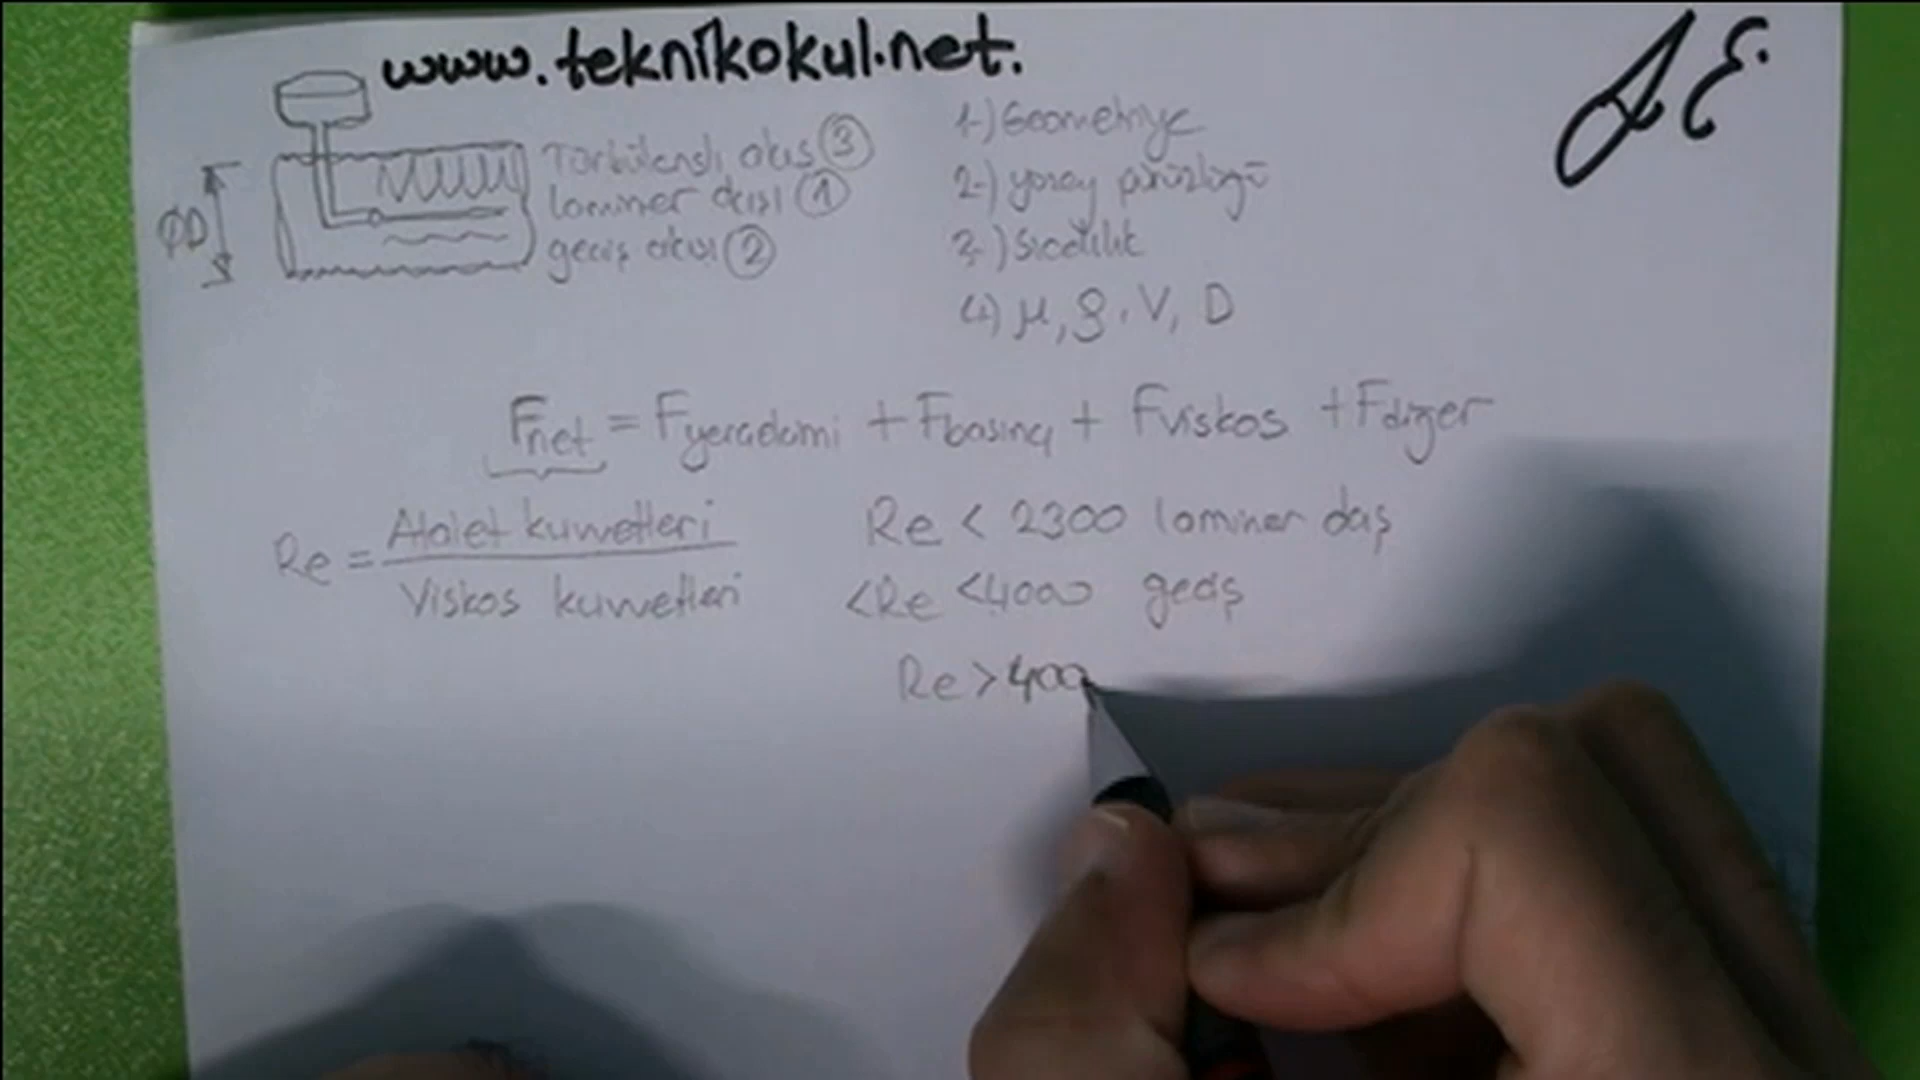 www.teknikokul.net.
A E.
Türbülanslı akış ③
laminer akışı ①
geçiş akışı ②
ØD
1-) Geometriye
2-) yüzey pürüzlüğü
3-) Sıcaklık
4) μ, ρ, V, D
Fnet = Fyeradami + Fbasınç + Fviskos + Fdiğer
Re = Atalet kuvvetleri
Viskos kuvvetleri
Re < 2300 laminer akış
<Re <4000 geçiş
Re > 400